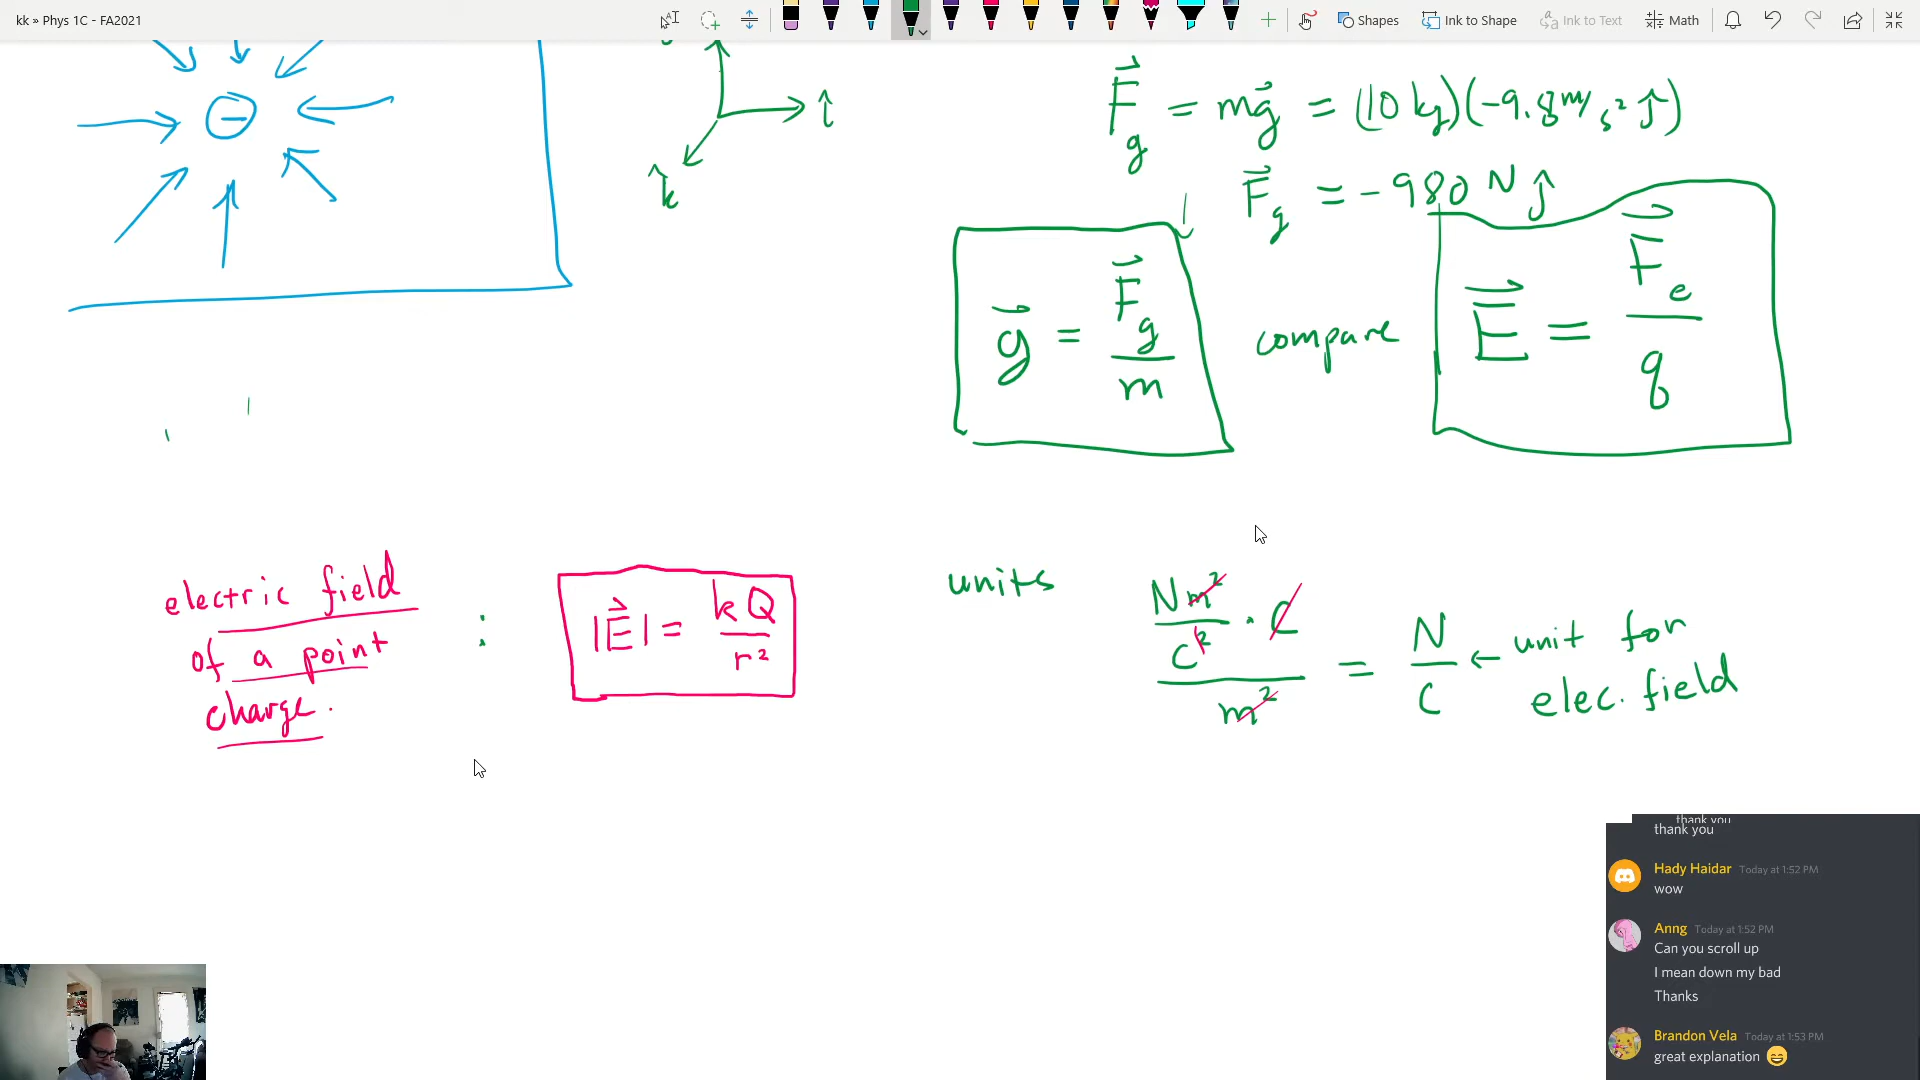 kk » Phys 1C - FA2021
Shapes
Ink to Shape
Ink to Text
Math
î
k̂
F⃗g = mg⃗ = (10 kg)(-9.8 m/s² ĵ)
F⃗g = -980 N ĵ
g⃗ = F⃗g / m
compare
E⃗ = F⃗e / q
electric field
of a point
charge.
:
|E⃗| = kQ / r²
units
Nm²/C² · C / m² = N/C ← unit for
elec. field
thank you
thank you
Hady Haidar Today at 1:52 PM
wow
Anng Today at 1:52 PM
Can you scroll up
I mean down my bad
Thanks
Brandon Vela Today at 1:53 PM
great explanation 😄